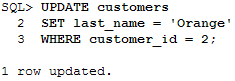 SQL> UPDATE customers
2 SET last_name = 'Orange'
3 WHERE customer_id = 2;
1 row updated.